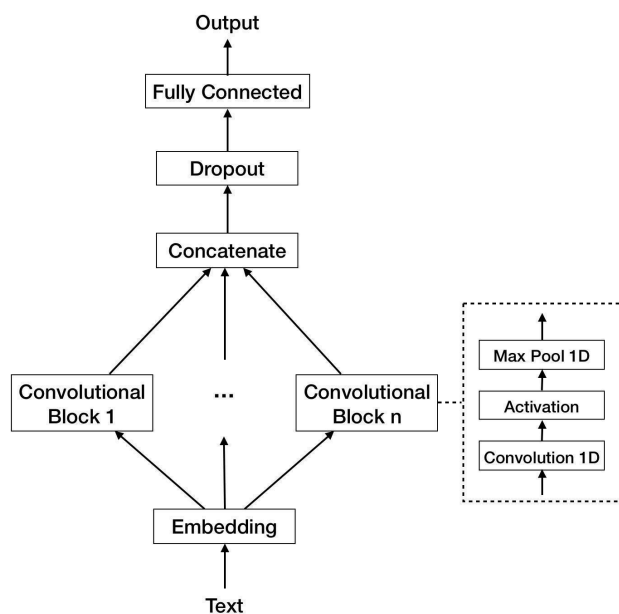 Output
Fully Connected
Dropout
Concatenate
Convolutional
Block 1
...
Convolutional
Block n
Max Pool 1D
Activation
Convolution 1D
Embedding
Text